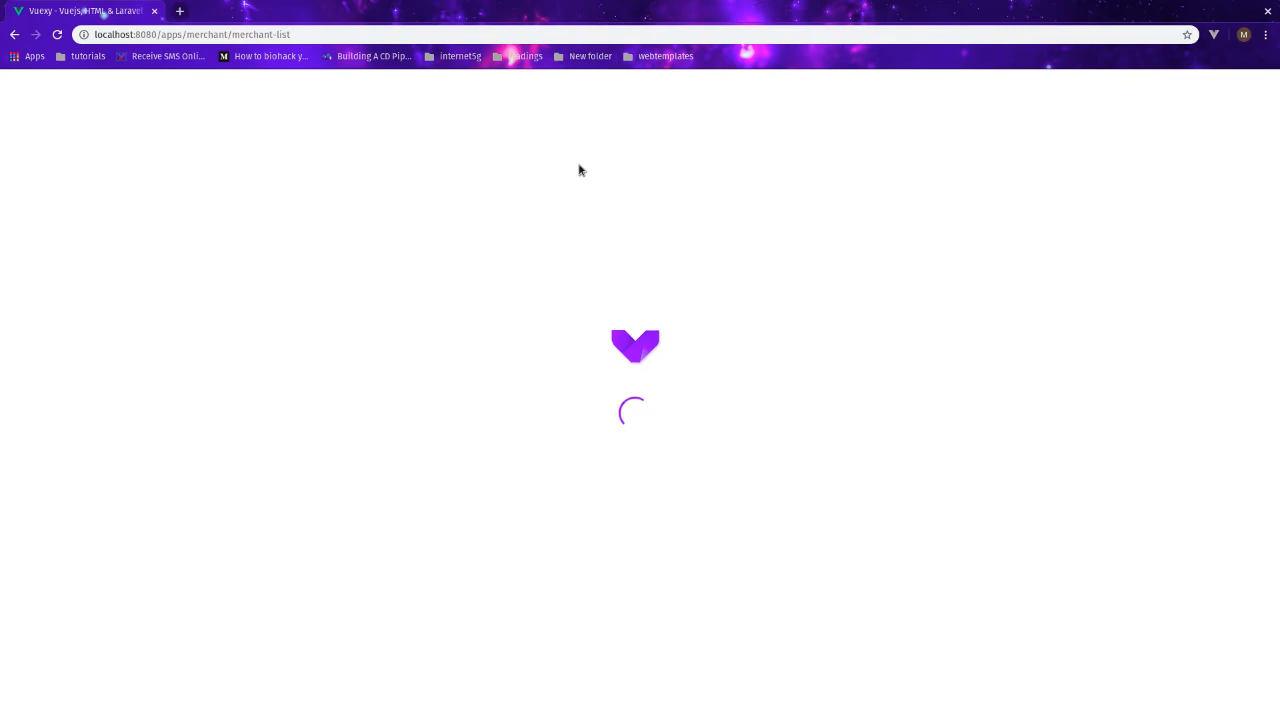 Vuexy - Vuejs, HTML & Laravel
localhost:8080/apps/merchant/merchant-list
M
Apps tutorials Receive SMS Onli... M How to biohack y... Building A CD Pip... internet5g readings New folder webtemplates